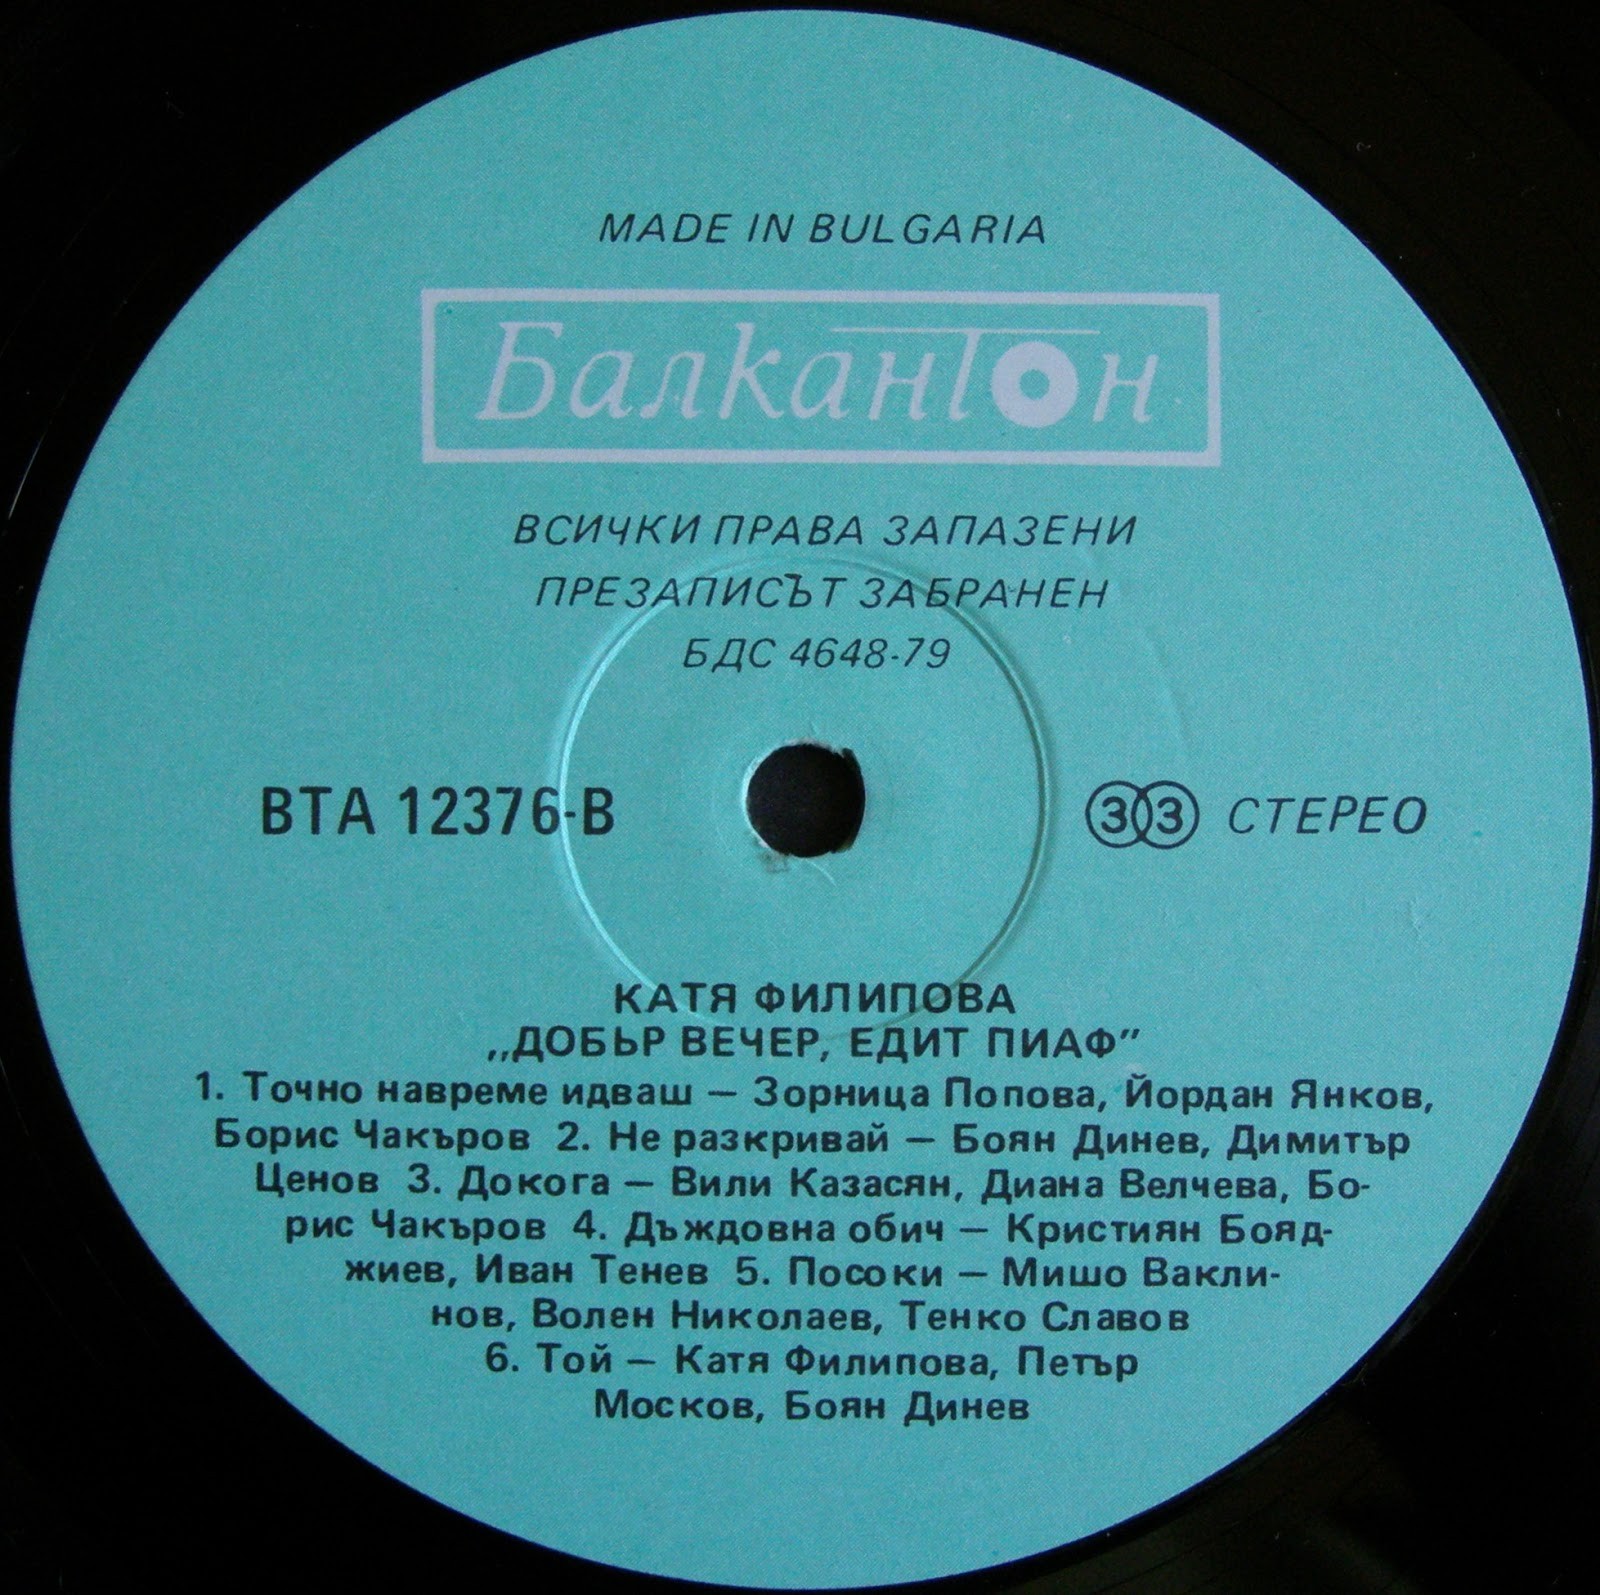 MADE IN BULGARIA
Балкантон
ВСИЧКИ ПРАВА ЗАПАЗЕНИ
ПРЕЗАПИСЪТ ЗАБРАНЕН
БДС 4648-79
ВТА 12376-В
33 СТЕРЕО
КАТЯ ФИЛИПОВА
„ДОБЬР ВЕЧЕР, ЕДИТ ПИАФ”
1. Точно навреме идваш — Зорница Попова, Йордан Янков,
Борис Чакъров 2. Не разкривай — Боян Динев, Димитър
Ценов 3. Докога — Вили Казасян, Диана Велчева, Бо-
рис Чакъров 4. Дъждовна обич — Кристиян Бояд-
жиев, Иван Тенев 5. Посоки — Мишо Вакли-
нов, Волен Николаев, Тенко Славов
6. Той — Катя Филипова, Петър
Москов, Боян Динев